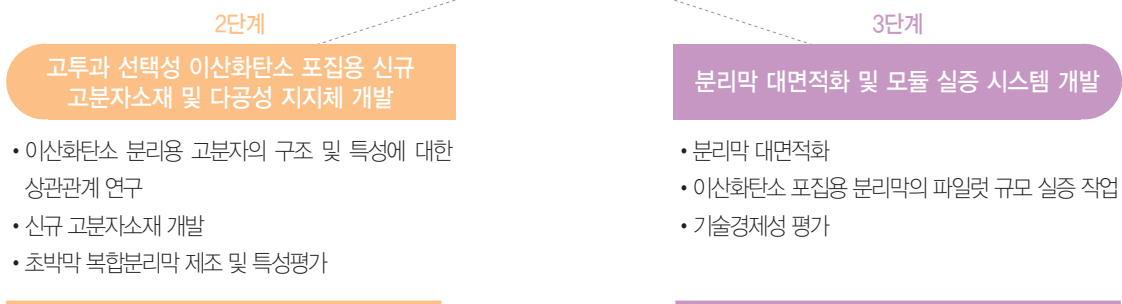 2단계
고투과 선택성 이산화탄소 포집용 신규
고분자소재 및 다공성 지지체 개발
• 이산화탄소 분리용 고분자의 구조 및 특성에 대한
상관관계 연구
• 신규 고분자소재 개발
• 초박막 복합분리막 제조 및 특성평가
3단계
분리막 대면적화 및 모듈 실증 시스템 개발
• 분리막 대면적화
• 이산화탄소 포집용 분리막의 파일럿 규모 실증 작업
• 기술경제성 평가